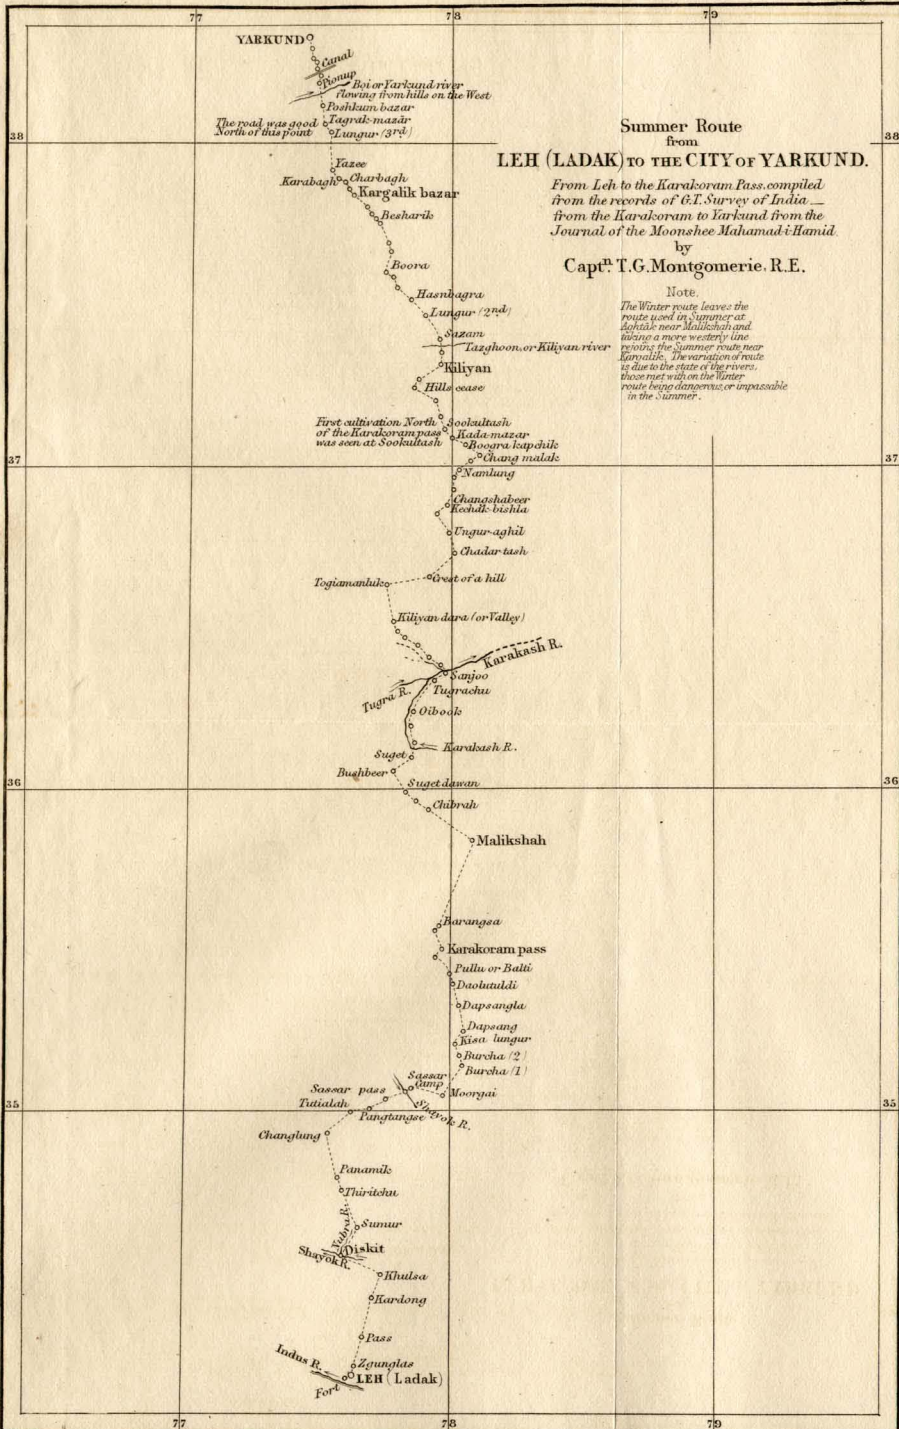 77
78
79
YARKUND
Canal
Pionup
Boi or Yarkund river
flowing from hills on the West
Poshkum bazar
The road was good
North of this point
Tagrak-mazár
Lungur (3rd)
38
38
Summer Route
from
LEH (LADAK) TO THE CITY OF YARKUND.
From Leh to the Karakoram Pass, compiled
from the records of G.T. Survey of India __
from the Karakoram to Yarkund from the
Journal of the Moonshee Mahamad-i-Hamid
by
Captn. T.G. Montgomerie, R.E.
Note.
The Winter route leaves the
route used in Summer at
Aghták near Malikshah and
taking a more westerly line
rejoins the Summer route near
Kargalik. The variation of route
is due to the state of the rivers,
those met with on the Winter
route being dangerous, or impassable
in the Summer.
Yazee
Karabagh
Charbagh
Kargalik bazar
Besharik
Boora
Hasnbagra
Lungur (2nd)
Sazam
Tazghoon, or Kiliyan river
Kiliyan
Hills cease
First cultivation North
of the Karakoram pass
was seen at Sookultash
Sookultash
Kada-mazar
Boogra kapchik
Chang malak
37
37
Namlung
Changshabeer
Kechdk-bishla
Ungur-aghil
Chadar tash
Crest of a hill
Togiamanluk
Kiliyan dara (or Valley)
Karakash R.
Sanjoo
Tugrachu
Tugra R.
Oibook
Karakash R.
Suget
Bushbeer
36
36
Suget dawan
Chibrah
Malikshah
Barangsa
Karakoram pass
Pullu or Balti
Daolutuldi
Dapsangla
Dapsang
Kisa lungur
Burcha (2)
Burcha (1)
Sassar
Camp
Sassar pass
Moorgai
Tutialah
Pangtangse
Shayok R.
35
35
Changlung
Panamik
Thiritchu
Nubra R.
Sumur
Diskit
Shayok R.
Khulsa
Kardong
Pass
Indus R.
Zgunglas
LEH (Ladak)
Fort
77
78
79